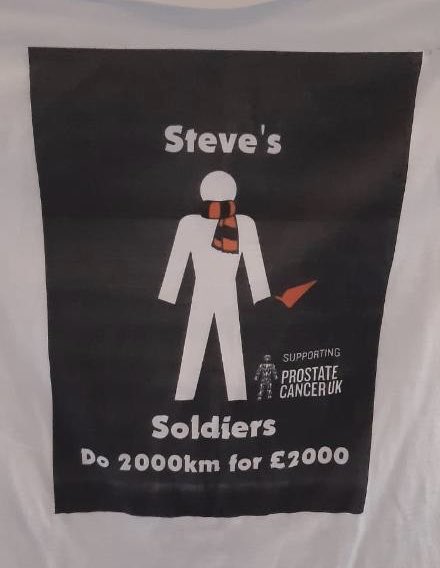 Steve's
SUPPORTING
PROSTATE
CANCER UK
Soldiers
Do 2000km for £2000